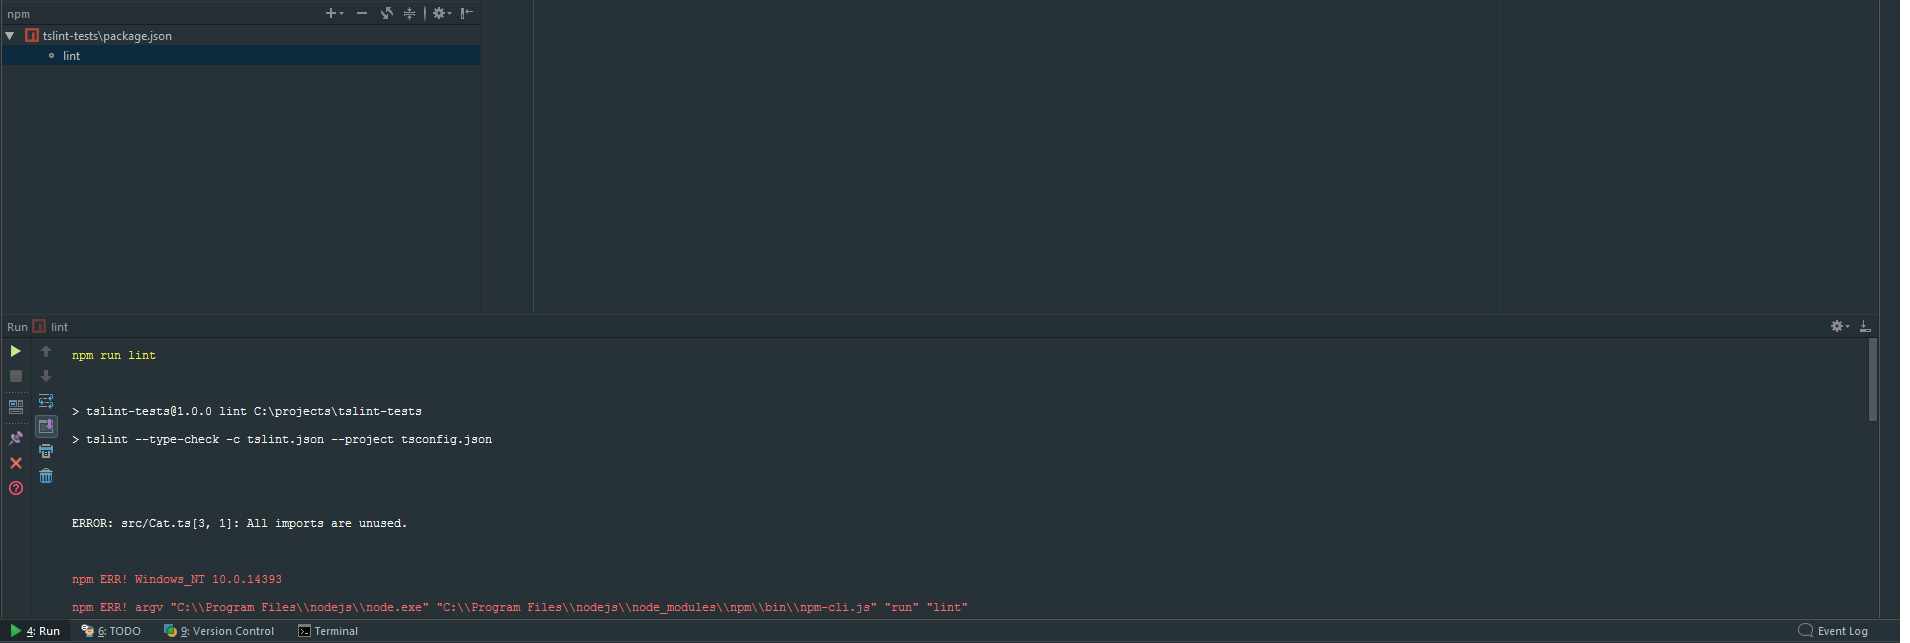 npm
tslint-tests\package.json
lint
Run lint
npm run lint
> tslint-tests@1.0.0 lint C:\projects\tslint-tests
> tslint --type-check -c tslint.json --project tsconfig.json
ERROR: src/Cat.ts[3, 1]: All imports are unused.
npm ERR! Windows_NT 10.0.14393
npm ERR! argv "C:\\Program Files\\nodejs\\node.exe" "C:\\Program Files\\nodejs\\node_modules\\npm\\bin\\npm-cli.js" "run" "lint"
4: Run 6: TODO 9: Version Control Terminal Event Log